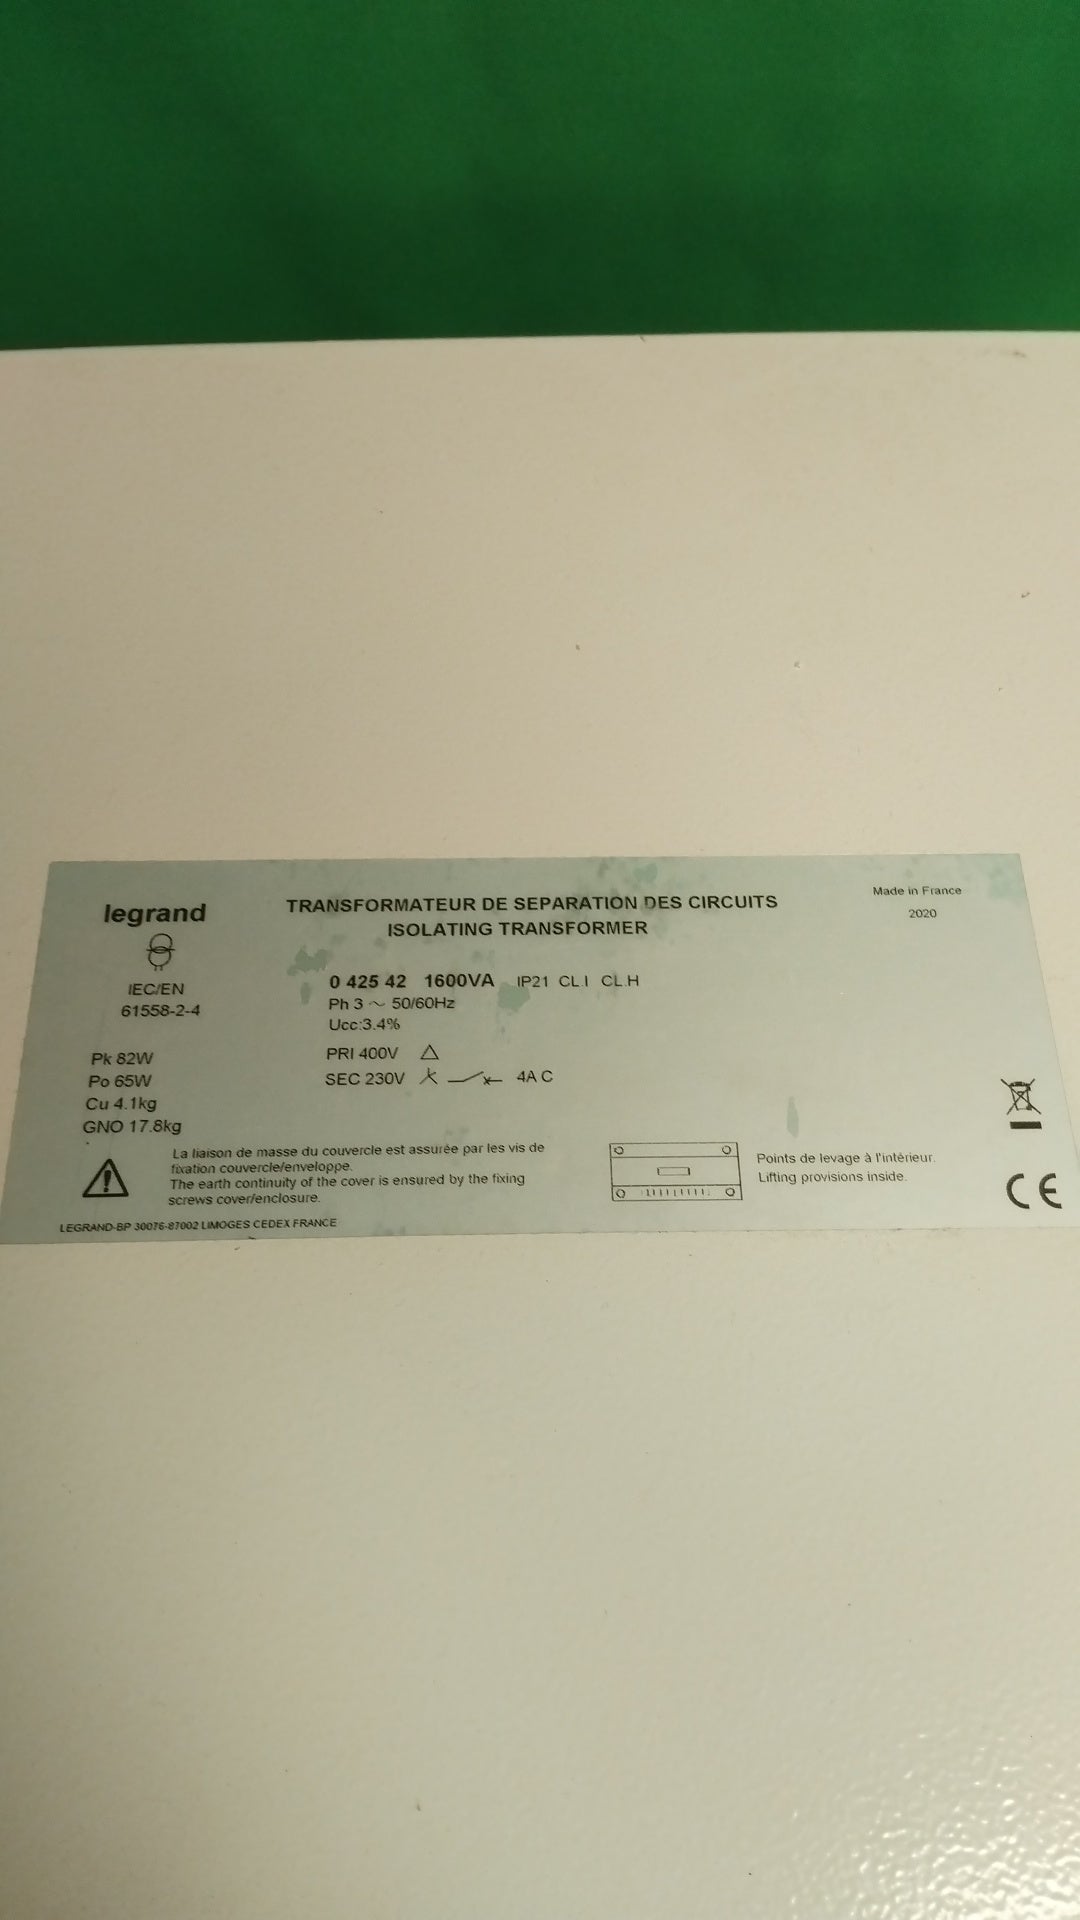 legrand
TRANSFORMATEUR DE SEPARATION DES CIRCUITS
ISOLATING TRANSFORMER
Made in France
2020
IEC/EN
61558-2-4
0 425 42 1600VA IP21 CL.I CL.H
Ph 3 ~ 50/60Hz
Ucc:3.4%
PRI 400V △
SEC 230V 4A C
Pk 82W
Po 65W
Cu 4.1kg
GNO 17.8kg
La liaison de masse du couvercle est assurée par les vis de
fixation couvercle/enveloppe.
The earth continuity of the cover is ensured by the fixing
screws cover/enclosure.
Points de levage à l'intérieur.
Lifting provisions inside.
CE
LEGRAND-BP 30076-87002 LIMOGES CEDEX FRANCE